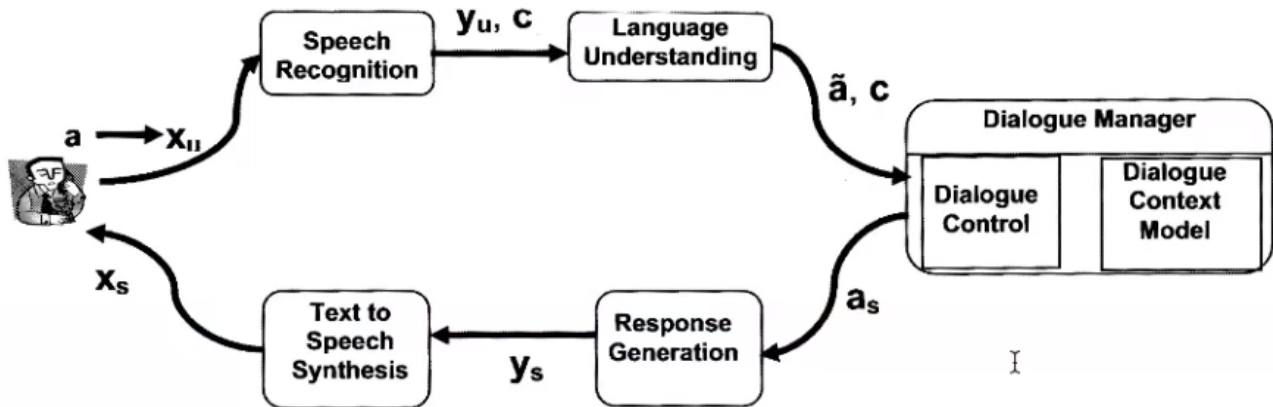 Speech
Recognition
yᵤ, c
Language
Understanding
ã, c
a
xᵤ
Dialogue Manager
Dialogue
Control
Dialogue
Context
Model
aₛ
Response
Generation
yₛ
Text to
Speech
Synthesis
xₛ